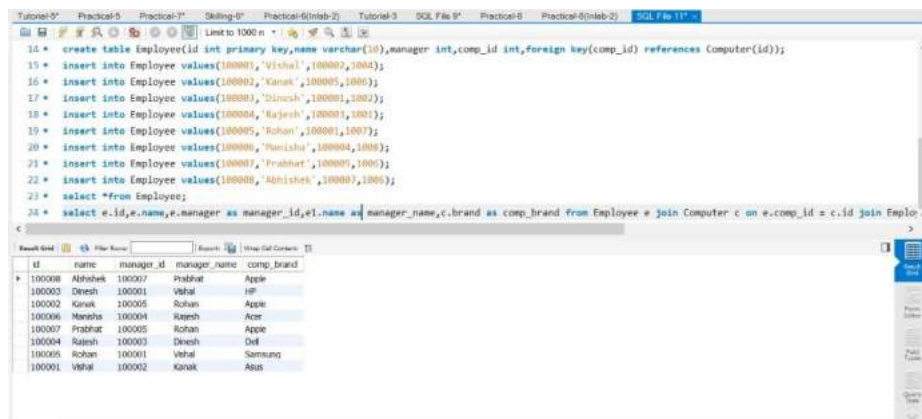 Tutorial-5* Practical-5 Practical-7* Skilling-8* Practical-6(Inlab-2) Tutorial-3 SQL File 9* Practical-8 Practical-8(Inlab-2) SQL File 11*
Limit to 1000 r
14 create table Employee(id int primary key,name varchar(10),manager int,comp_id int,foreign key(comp_id) references Computer(id));
15 insert into Employee values(100001,'Vishal',100002,1004);
16 insert into Employee values(100002,'Kanak',100005,1006);
17 insert into Employee values(100003,'Dinesh',100001,1002);
18 insert into Employee values(100004,'Rajesh',100003,1001);
19 insert into Employee values(100005,'Rohan',100001,1007);
20 insert into Employee values(100006,'Manisha',100004,1008);
21 insert into Employee values(100007,'Prabhat',100005,1006);
22 insert into Employee values(100008,'Abhishek',100007,1006);
23 select *from Employee;
24 select e.id,e.name,e.manager as manager_id,e1.name as manager_name,c.brand as comp_brand from Employee e join Computer c on e.comp_id = c.id join Emplo
Result Grid Filter Rows: Export: Wrap Cell Content:
id name manager_id manager_name comp_brand
100008 Abhishek 100007 Prabhat Apple
100003 Dinesh 100001 Vishal HP
100002 Kanak 100005 Rohan Apple
100006 Manisha 100004 Rajesh Acer
100007 Prabhat 100005 Rohan Apple
100004 Rajesh 100003 Dinesh Dell
100005 Rohan 100001 Vishal Samsung
100001 Vishal 100002 Kanak Asus
Result Grid
Form Editor
Field Types
Query Stats